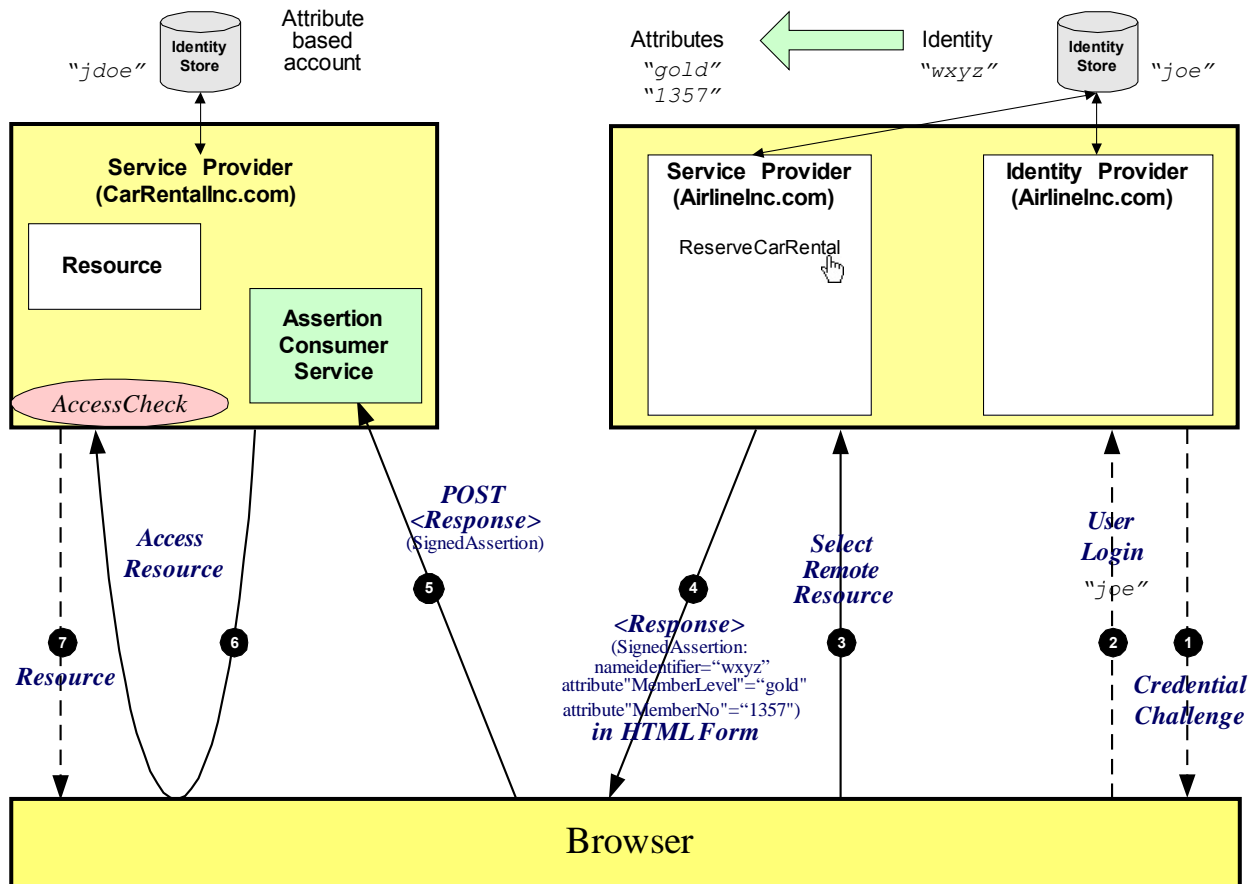 Identity
Store
“jdoe”
Attribute
based
account
Attributes
“gold”
“1357”
Identity
“wxyz”
Identity
Store
“joe”
Service Provider
(CarRentalInc.com)
Resource
Assertion
Consumer
Service
AccessCheck
Service Provider
(AirlineInc.com)
ReserveCarRental
Identity Provider
(AirlineInc.com)
POST
<Response>
(SignedAssertion)
Access
Resource
Select
Remote
Resource
User
Login
“joe”
5
4
7
6
3
2
1
Resource
<Response>
(SignedAssertion:
nameidentifier=“wxyz”
attribute"MemberLevel"=“gold"
attribute"MemberNo"=“1357")
in HTML Form
Credential
Challenge
Browser